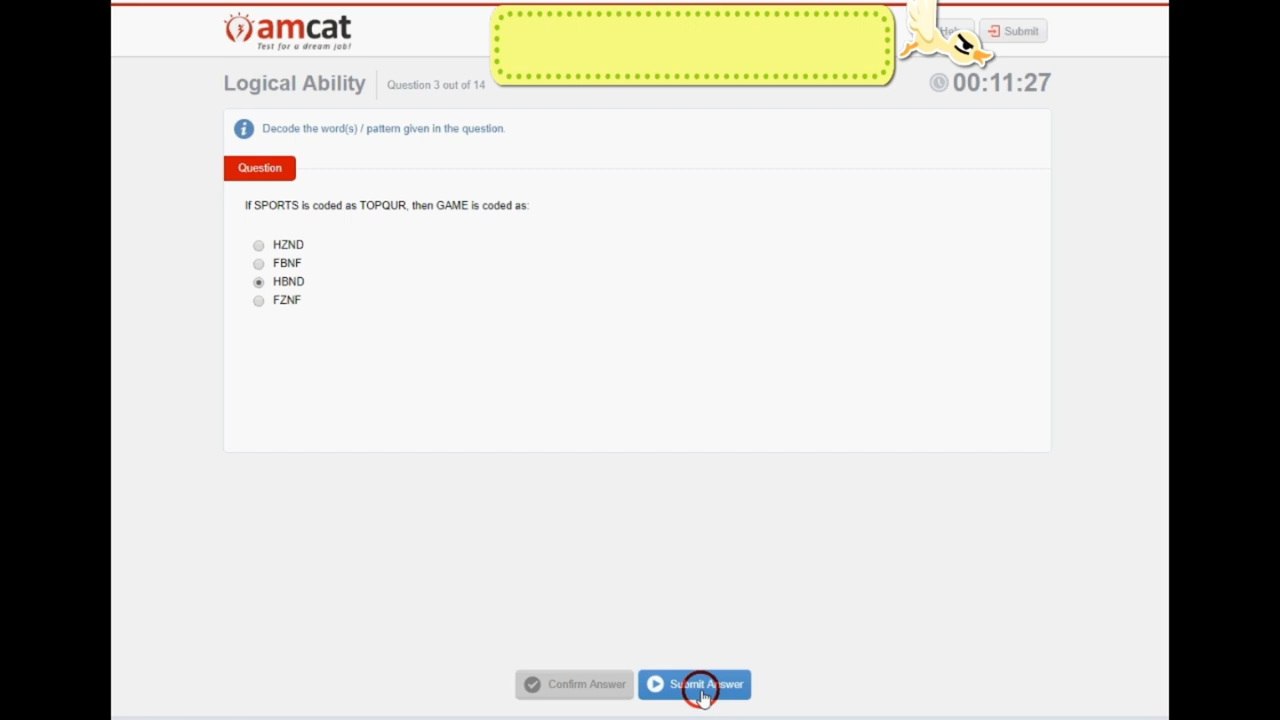 amcat
Test for a dream job!
Submit
Logical Ability
Question 3 out of 14
00:11:27
Decode the word(s) / pattern given in the question.
Question
If SPORTS is coded as TOPQUR, then GAME is coded as:
HZND
FBNF
HBND
FZNF
Confirm Answer
Submit Answer